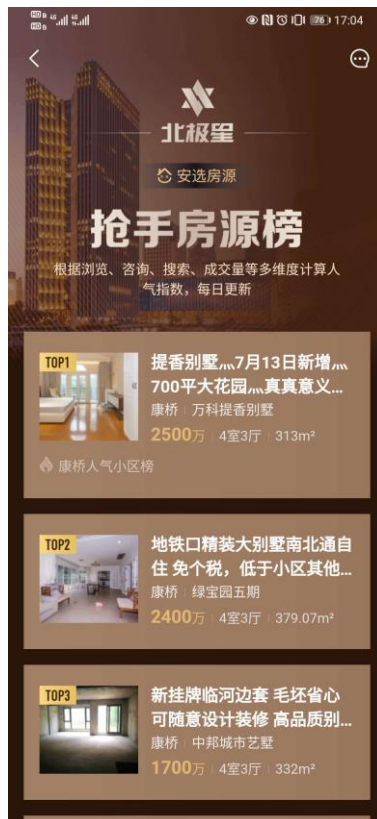 17:04
北极星
安选房源
抢手房源榜
根据浏览、咨询、搜索、成交量等多维度计算人
气指数，每日更新
TOP1
提香别墅灬7月13日新增灬
700平大花园灬真真意义...
康桥 万科提香别墅
2500万 4室3厅 313m²
康桥人气小区榜
TOP2
地铁口精装大别墅南北通自
住 免个税，低于小区其他...
康桥 绿宝园五期
2400万 4室3厅 379.07m²
TOP3
新挂牌临河边套 毛坯省心
可随意设计装修 高品质别...
康桥 中邦城市艺墅
1700万 4室3厅 332m²